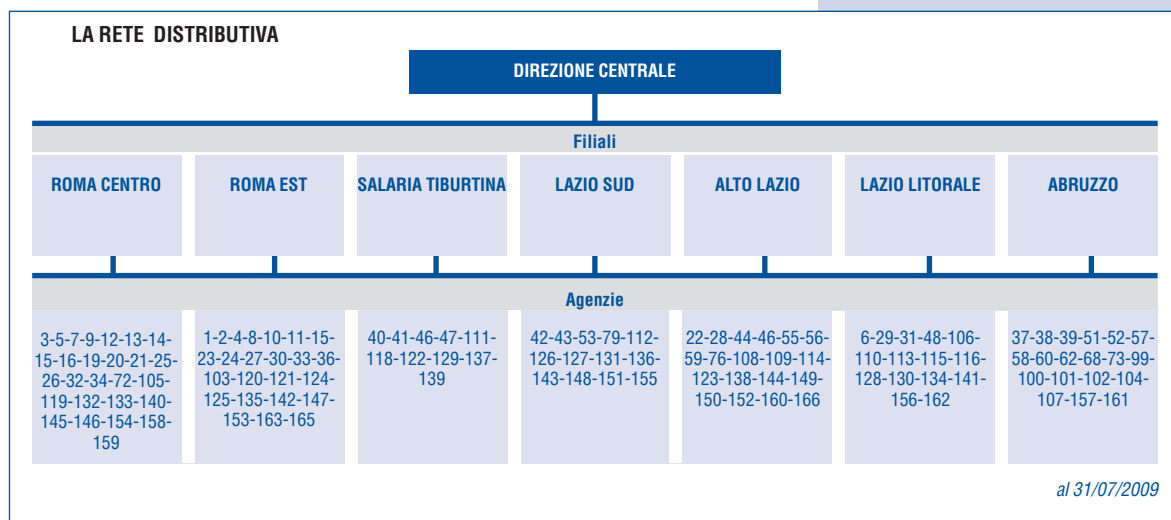 LA RETE DISTRIBUTIVA
DIREZIONE CENTRALE
Filiali
ROMA CENTRO
ROMA EST
SALARIA TIBURTINA
LAZIO SUD
ALTO LAZIO
LAZIO LITORALE
ABRUZZO
Agenzie
3-5-7-9-12-13-14-
15-16-19-20-21-25-
26-32-34-72-105-
119-132-133-140-
145-146-154-158-
159
1-2-4-8-10-11-15-
23-24-27-30-33-36-
103-120-121-124-
125-135-142-147-
153-163-165
40-41-46-47-111-
118-122-129-137-
139
42-43-53-79-112-
126-127-131-136-
143-148-151-155
22-28-44-46-55-56-
59-76-108-109-114-
123-138-144-149-
150-152-160-166
6-29-31-48-106-
110-113-115-116-
128-130-134-141-
156-162
37-38-39-51-52-57-
58-60-62-68-73-99-
100-101-102-104-
107-157-161
al 31/07/2009